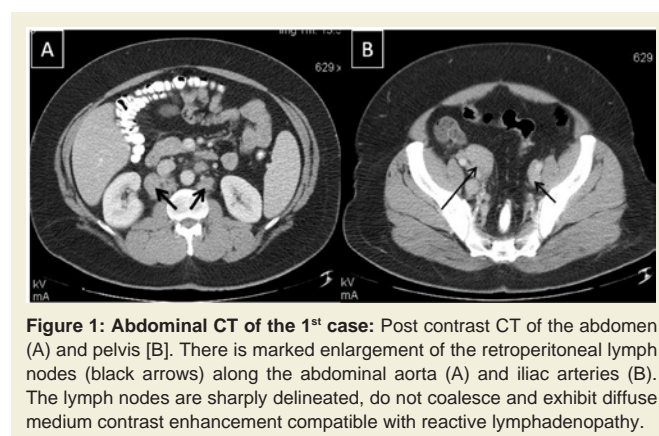 A
B
629
629
kV
mA
kV
mA
Figure 1: Abdominal CT of the 1st case: Post contrast CT of the abdomen
(A) and pelvis [B]. There is marked enlargement of the retroperitoneal lymph
nodes (black arrows) along the abdominal aorta (A) and iliac arteries (B).
The lymph nodes are sharply delineated, do not coalesce and exhibit diffuse
medium contrast enhancement compatible with reactive lymphadenopathy.